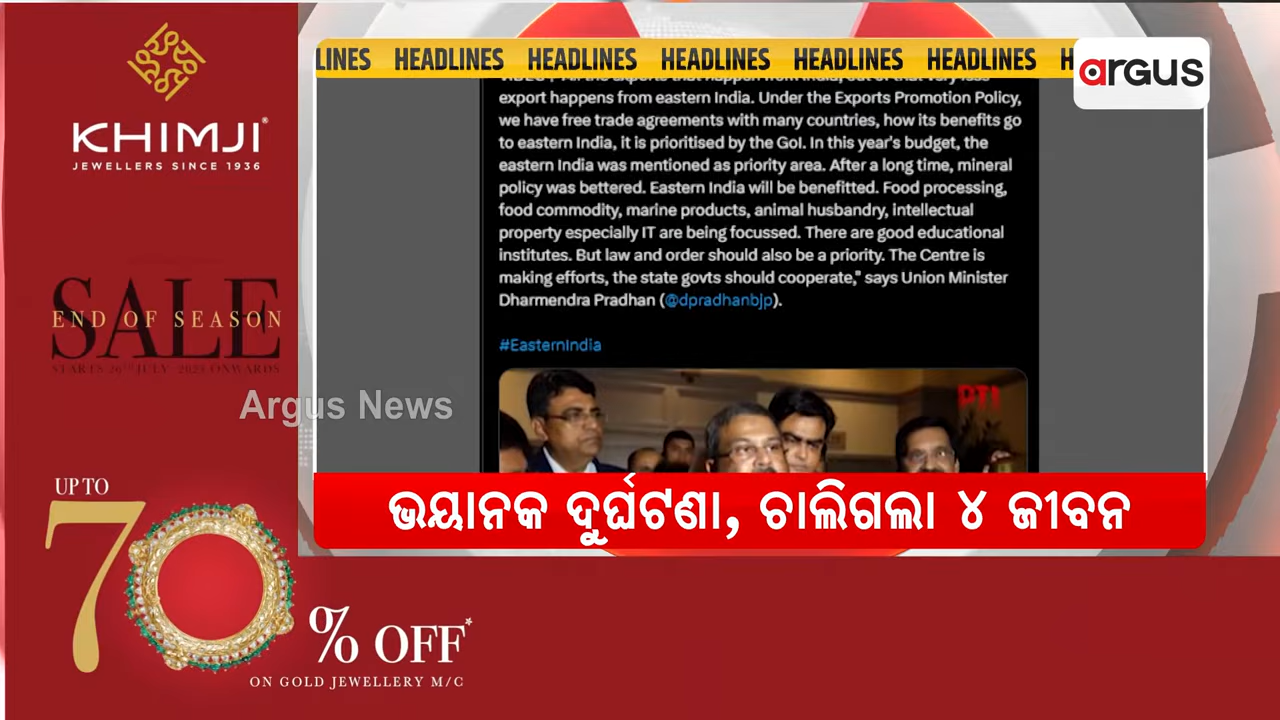 KHIMJI
JEWELLERS SINCE 1936
SALE
END OF SEASON
STARTS 26TH JULY 2023 ONWARDS
UP TO
70
% OFF*
ON GOLD JEWELLERY M/C
LINES HEADLINES HEADLINES HEADLINES HEADLINES HEADLINES H
argus
export happens from eastern India. Under the Exports Promotion Policy,
we have free trade agreements with many countries, how its benefits go
to eastern India, it is prioritised by the GoI. In this year's budget, the
eastern India was mentioned as priority area. After a long time, mineral
policy was bettered. Eastern India will be benefitted. Food processing,
food commodity, marine products, animal husbandry, intellectual
property especially IT are being focussed. There are good educational
institutes. But law and order should also be a priority. The Centre is
making efforts, the state govts should cooperate," says Union Minister
Dharmendra Pradhan (@dpradhanbjp).
#EasternIndia
PTI
Argus News
ଭୟାନକ ଦୁର୍ଘଟଣା, ଚାଲିଗଲା ୪ ଜୀବନ